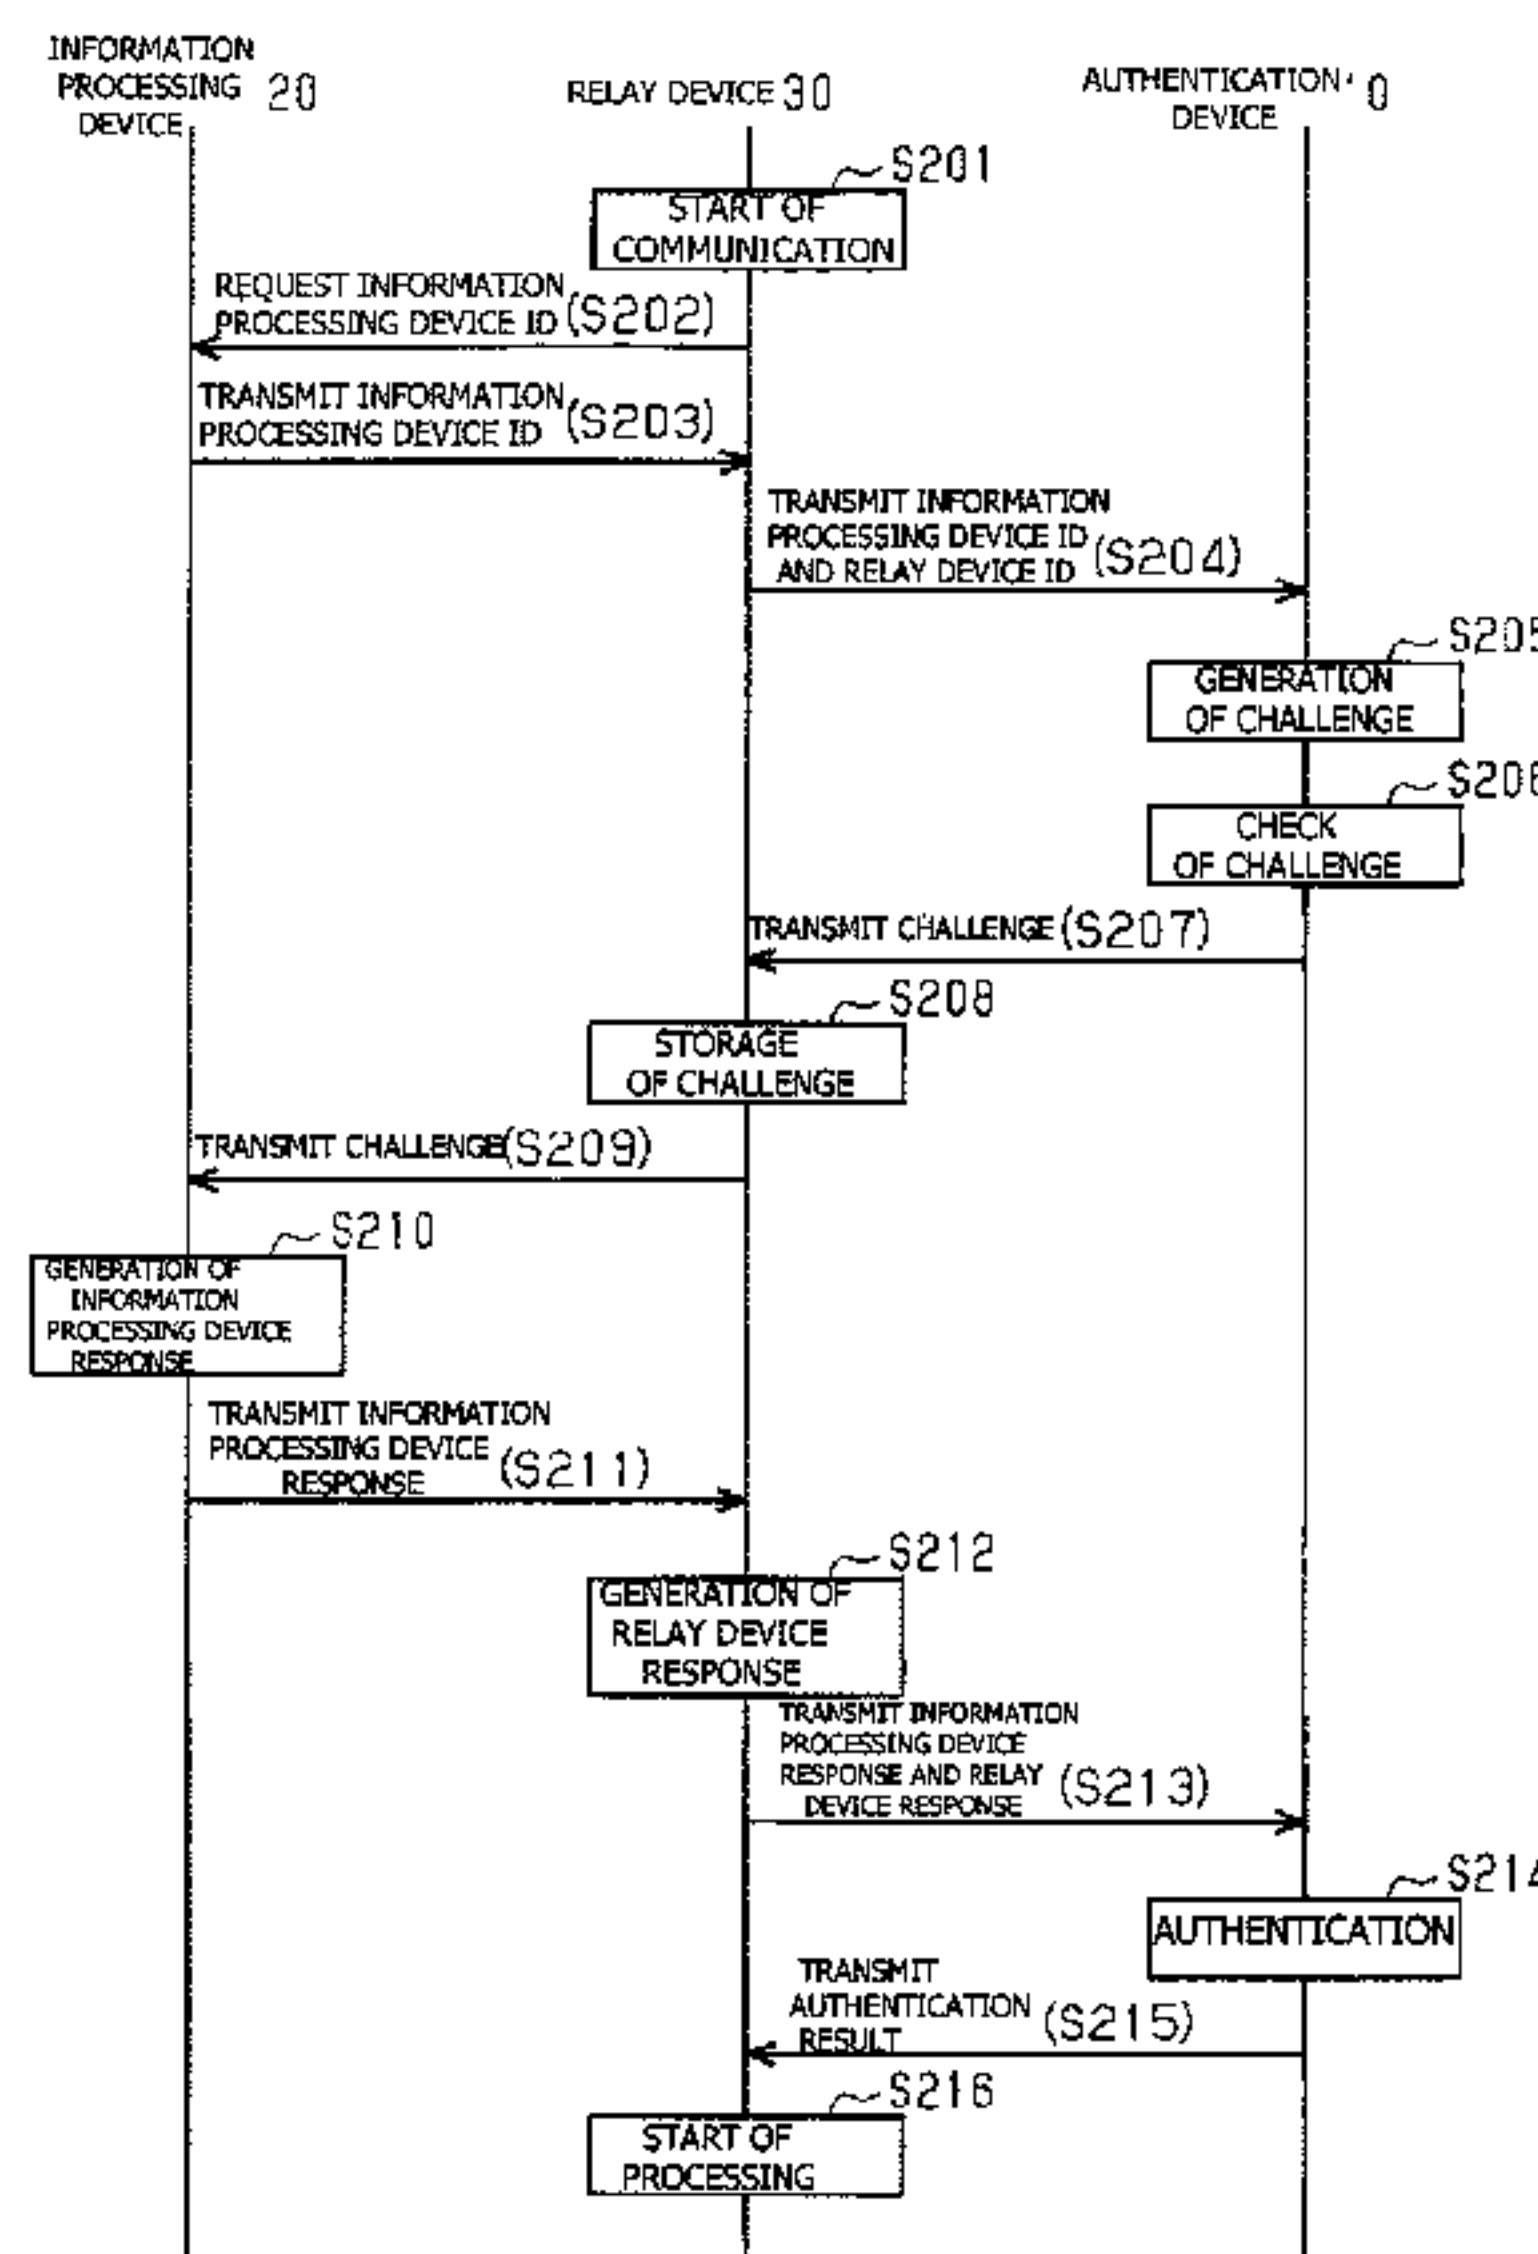 INFORMATION
PROCESSING 20
DEVICE
RELAY DEVICE 30
AUTHENTICATION 0
DEVICE
S201
START OF
COMMUNICATION
REQUEST INFORMATION
PROCESSING DEVICE ID (S202)
TRANSMIT INFORMATION
PROCESSING DEVICE ID (S203)
TRANSMIT INFORMATION
PROCESSING DEVICE ID
AND RELAY DEVICE ID (S204)
S205
GENERATION
OF CHALLENGE
S206
CHECK
OF CHALLENGE
TRANSMIT CHALLENGE (S207)
S208
STORAGE
OF CHALLENGE
TRANSMIT CHALLENGE (S209)
S210
GENERATION OF
INFORMATION
PROCESSING DEVICE
RESPONSE
TRANSMIT INFORMATION
PROCESSING DEVICE
RESPONSE (S211)
S212
GENERATION OF
RELAY DEVICE
RESPONSE
TRANSMIT INFORMATION
PROCESSING DEVICE
RESPONSE AND RELAY (S213)
DEVICE RESPONSE
S214
AUTHENTICATION
TRANSMIT
AUTHENTICATION (S215)
RESULT
S216
START OF
PROCESSING